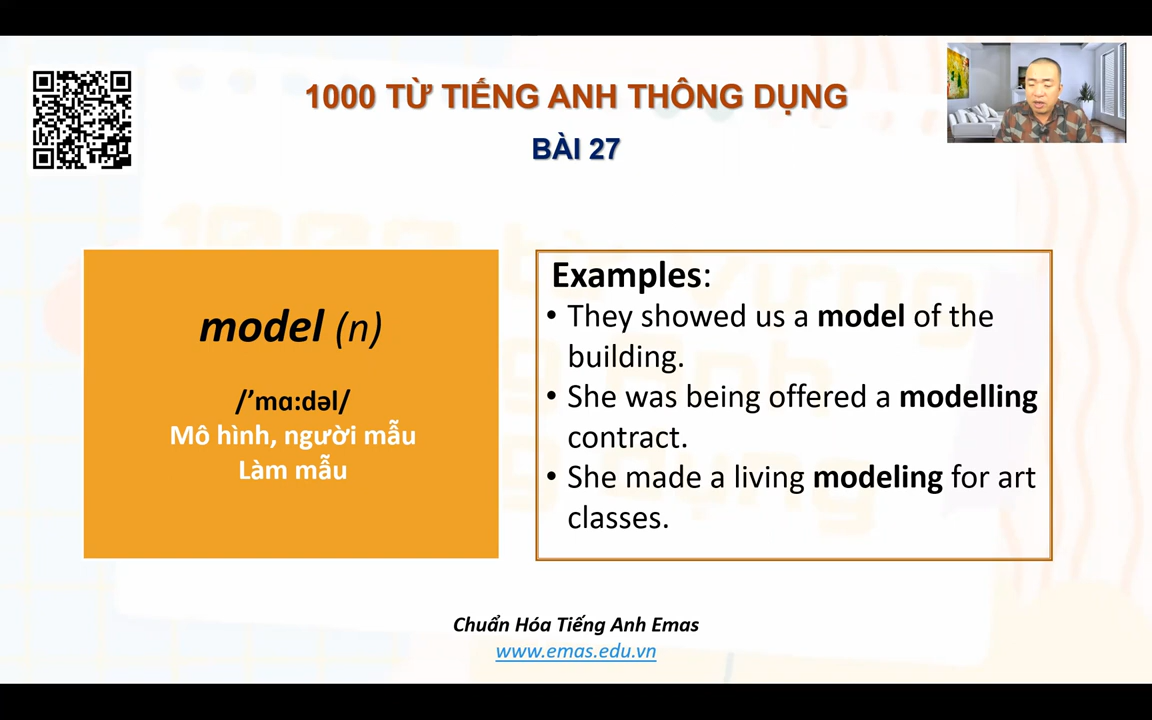 1000 TỪ TIẾNG ANH THÔNG DỤNG
BÀI 27
model (n)
/’mɑ:dəl/
Mô hình, người mẫu
Làm mẫu
Examples:
• They showed us a model of the
building.
• She was being offered a modelling
contract.
• She made a living modeling for art
classes.
Chuẩn Hóa Tiếng Anh Emas
www.emas.edu.vn